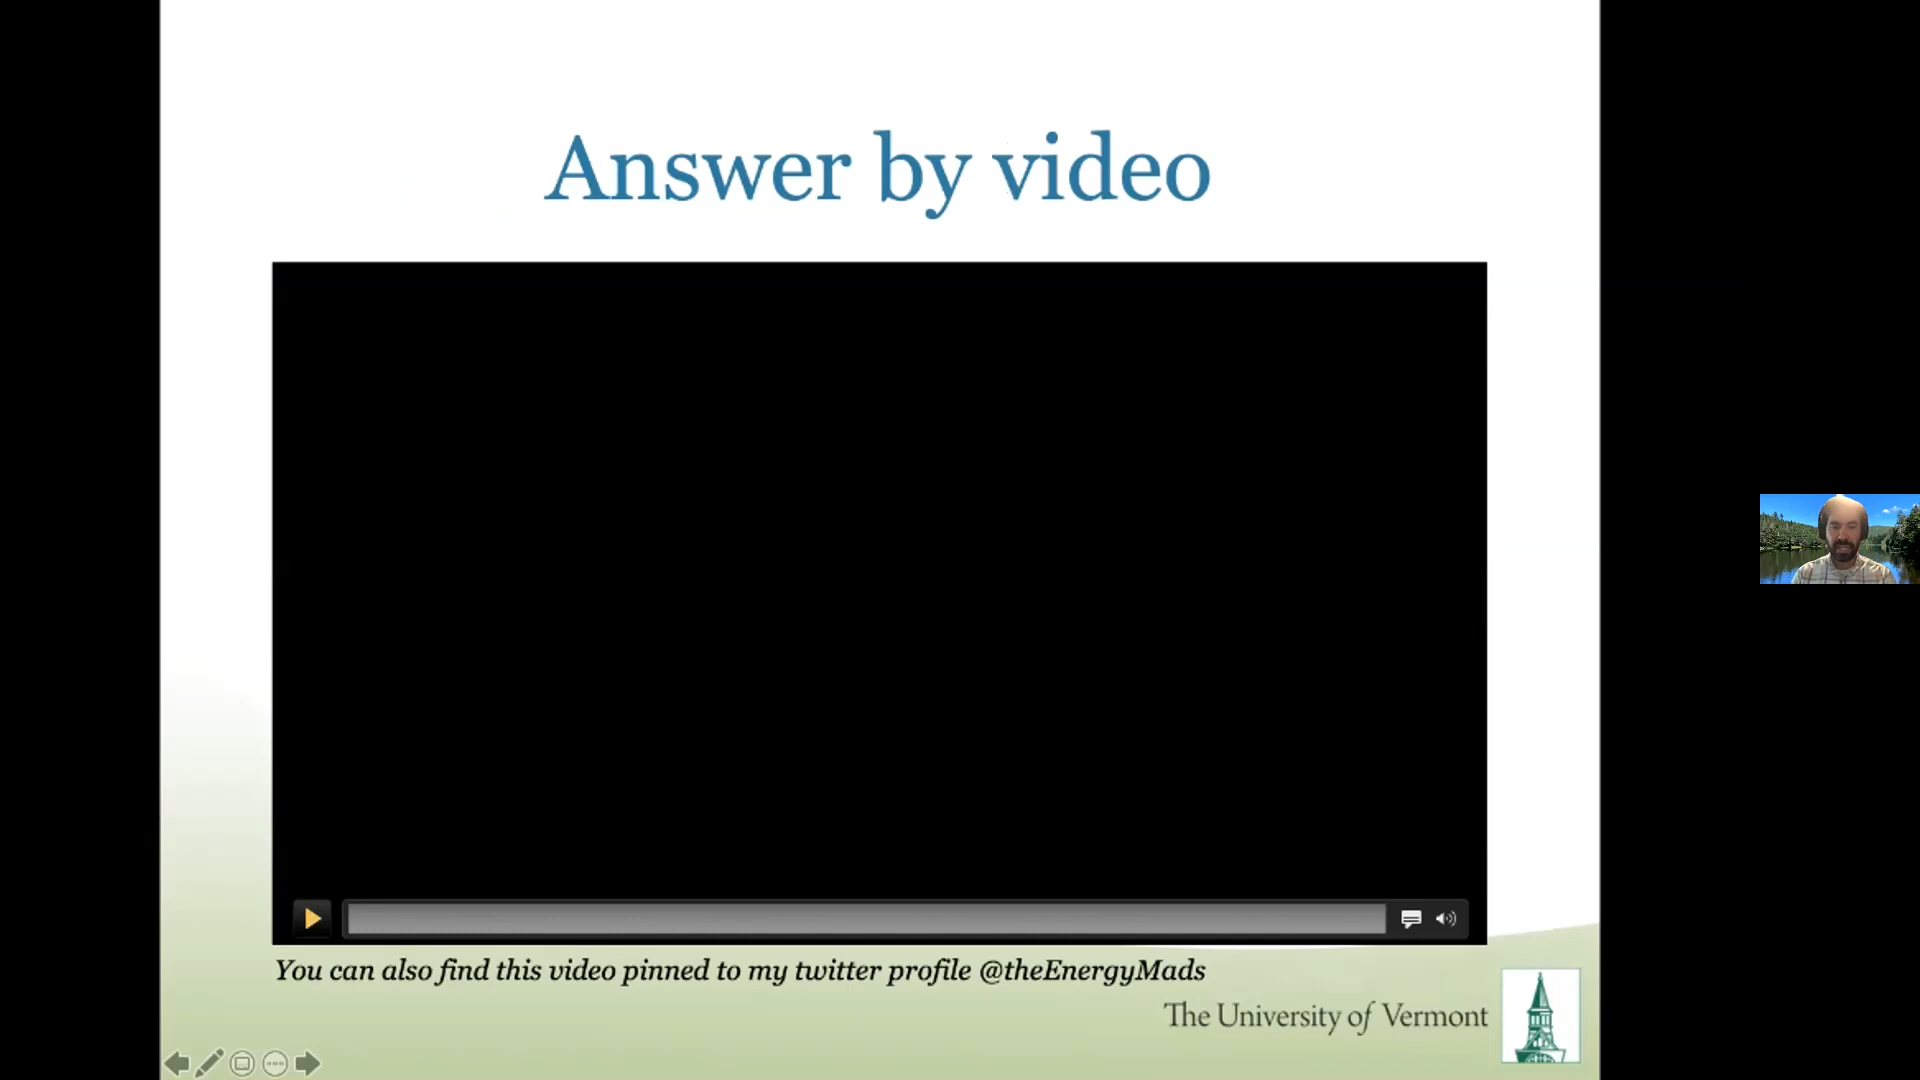 Answer by video
You can also find this video pinned to my twitter profile @theEnergyMads
The University of Vermont